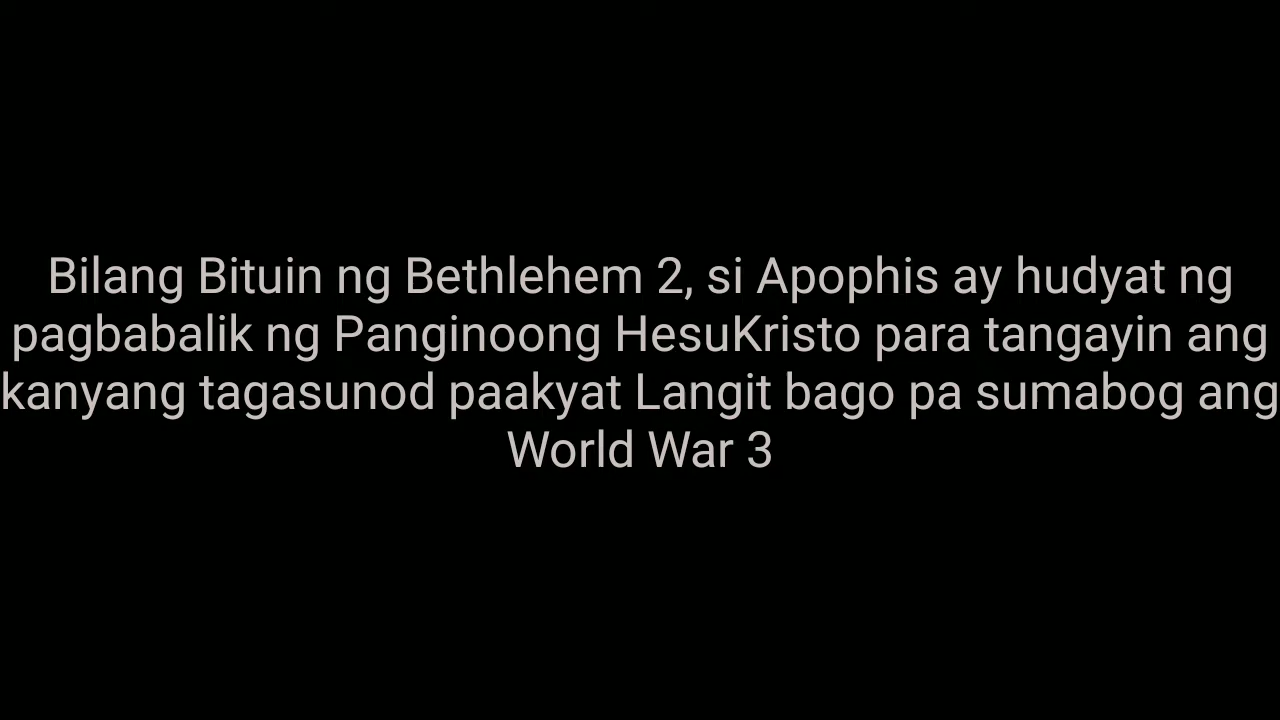 Bilang Bituin ng Bethlehem 2, si Apophis ay hudyat ng
pagbabalik ng Panginoong HesuKristo para tangayin ang
kanyang tagasunod paakyat Langit bago pa sumabog ang
World War 3